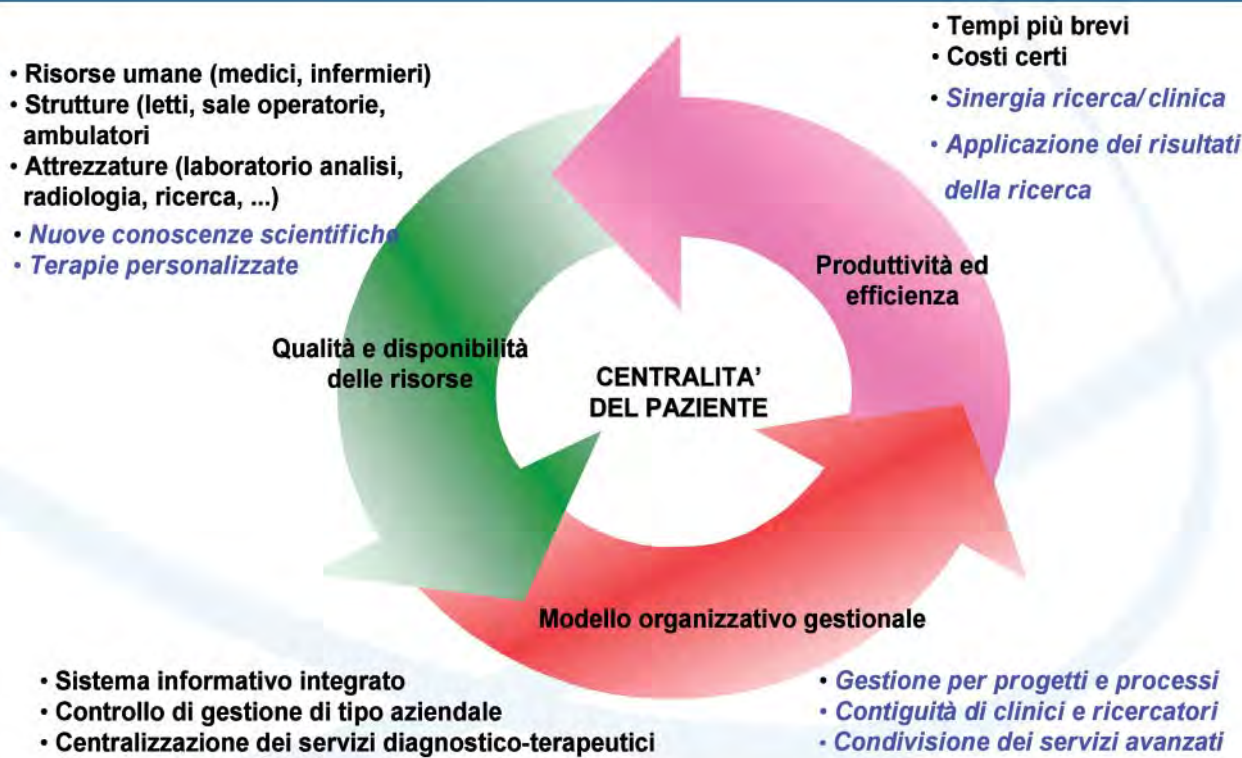 • Risorse umane (medici, infermieri)
• Strutture (letti, sale operatorie,
ambulatori
• Attrezzature (laboratorio analisi,
radiologia, ricerca, ...)
• Nuove conoscenze scientifiche
• Terapie personalizzate
• Tempi più brevi
• Costi certi
• Sinergia ricerca/ clinica
• Applicazione dei risultati
della ricerca
Produttività ed
efficienza
Qualità e disponibilità
delle risorse
CENTRALITA'
DEL PAZIENTE
Modello organizzativo gestionale
• Sistema informativo integrato
• Controllo di gestione di tipo aziendale
• Centralizzazione dei servizi diagnostico-terapeutici
• Gestione per progetti e processi
• Contiguità di clinici e ricercatori
• Condivisione dei servizi avanzati